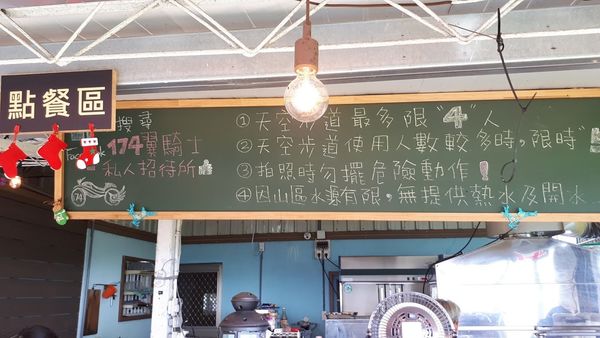 點餐區
搜尋
174翼騎士
私人招待所
74
①天空步道最多限"4"人
②天空步道使用人數較多時,限時"
③拍照時勿擺危險動作!
④因山區水源有限,無提供熱水及開水